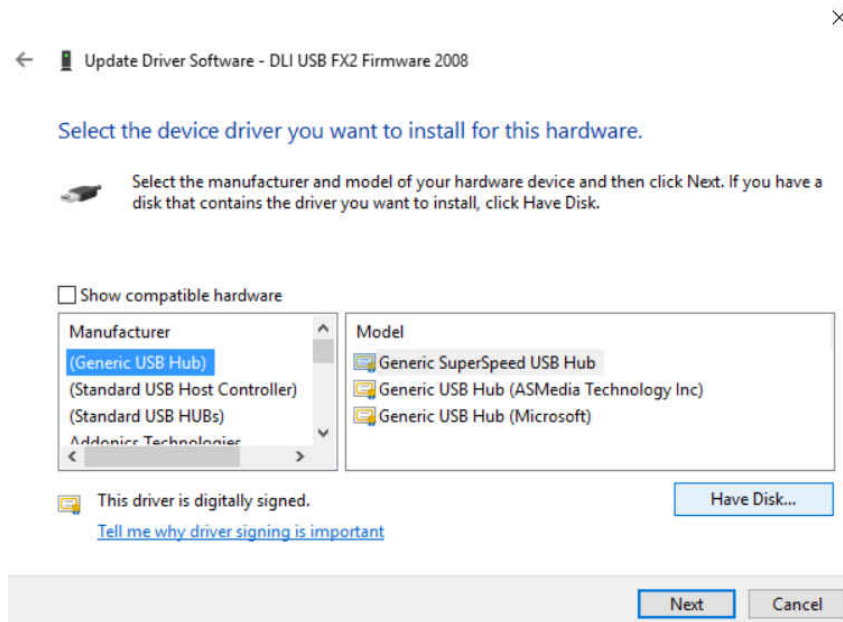 Update Driver Software - DLI USB FX2 Firmware 2008
Select the device driver you want to install for this hardware.
Select the manufacturer and model of your hardware device and then click Next. If you have a
disk that contains the driver you want to install, click Have Disk.
Show compatible hardware
Manufacturer
(Generic USB Hub)
(Standard USB Host Controller)
(Standard USB HUBs)
Addonics Technologies
Model
Generic SuperSpeed USB Hub
Generic USB Hub (ASMedia Technology Inc)
Generic USB Hub (Microsoft)
This driver is digitally signed.
Tell me why driver signing is important
Have Disk...
Next
Cancel